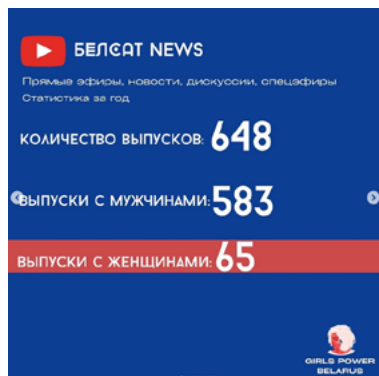 БЕЛСАТ NEWS
Прямые эфиры, новости, дискуссии, спецэфиры
Статистика за год
КОЛИЧЕСТВО ВЫПУСКОВ: 648
ВЫПУСКИ С МУЖЧИНАМИ: 583
ВЫПУСКИ С ЖЕНЩИНАМИ: 65
GIRLS POWER
BELARUS